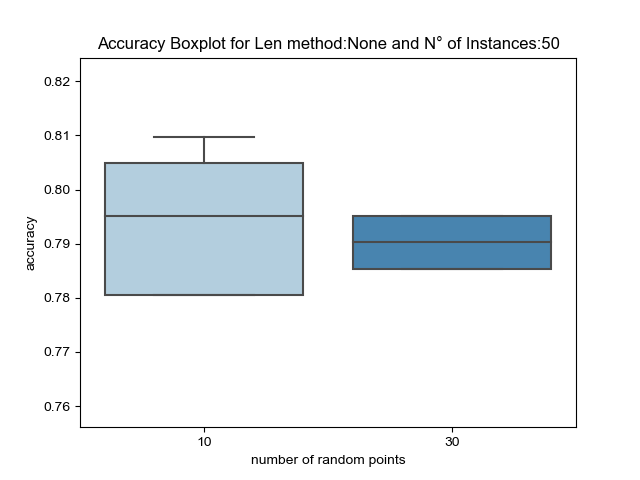 Accuracy Boxplot for Len method:None and N° of Instances:50
0.82
0.81
0.80
0.79
0.78
0.77
0.76
accuracy
10 30
number of random points